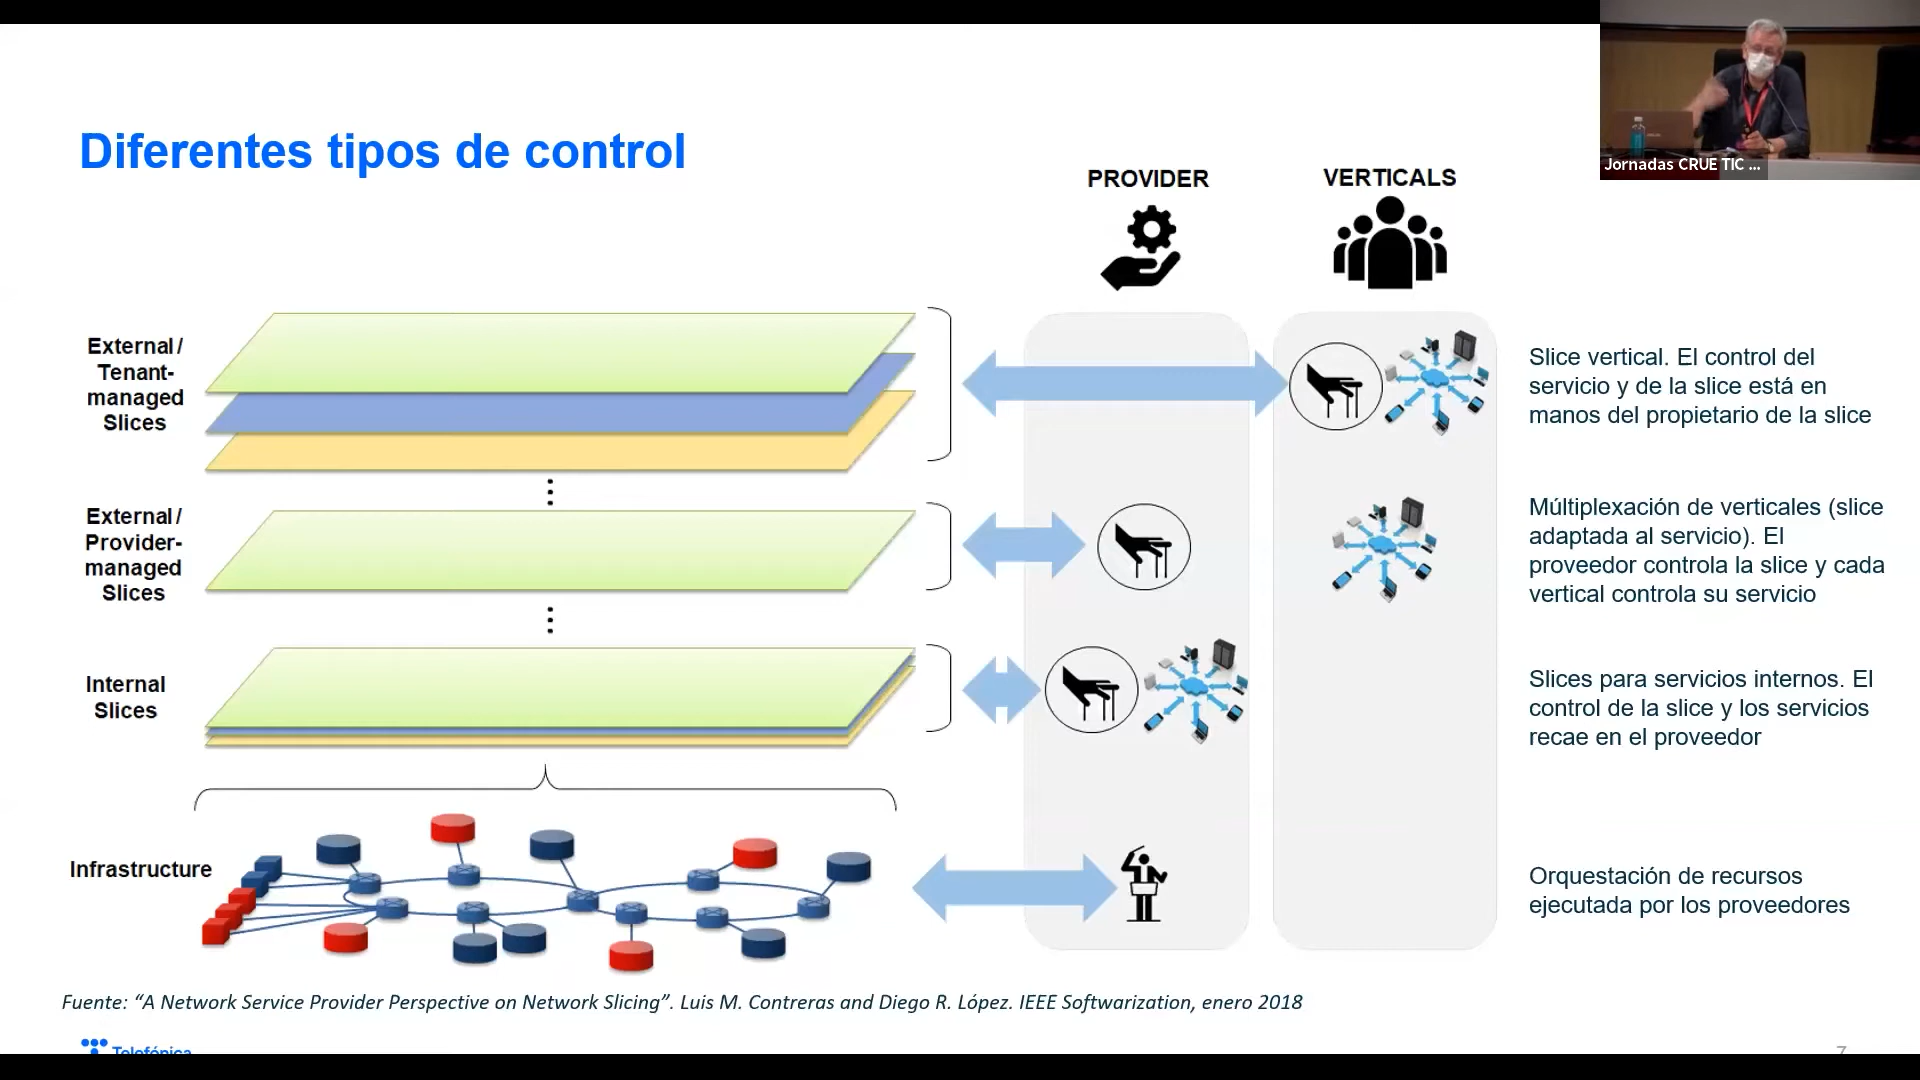 Jornadas CRUE TIC ...
Diferentes tipos de control
PROVIDER
VERTICALS
External /
Tenant-
managed
Slices
Slice vertical. El control del
servicio y de la slice está en
manos del propietario de la slice
External /
Provider-
managed
Slices
Múltiplexación de verticales (slice
adaptada al servicio). El
proveedor controla la slice y cada
vertical controla su servicio
Internal
Slices
Slices para servicios internos. El
control de la slice y los servicios
recae en el proveedor
Infrastructure
Orquestación de recursos
ejecutada por los proveedores
Fuente: “A Network Service Provider Perspective on Network Slicing”. Luis M. Contreras and Diego R. López. IEEE Softwarization, enero 2018
Telefónica
7